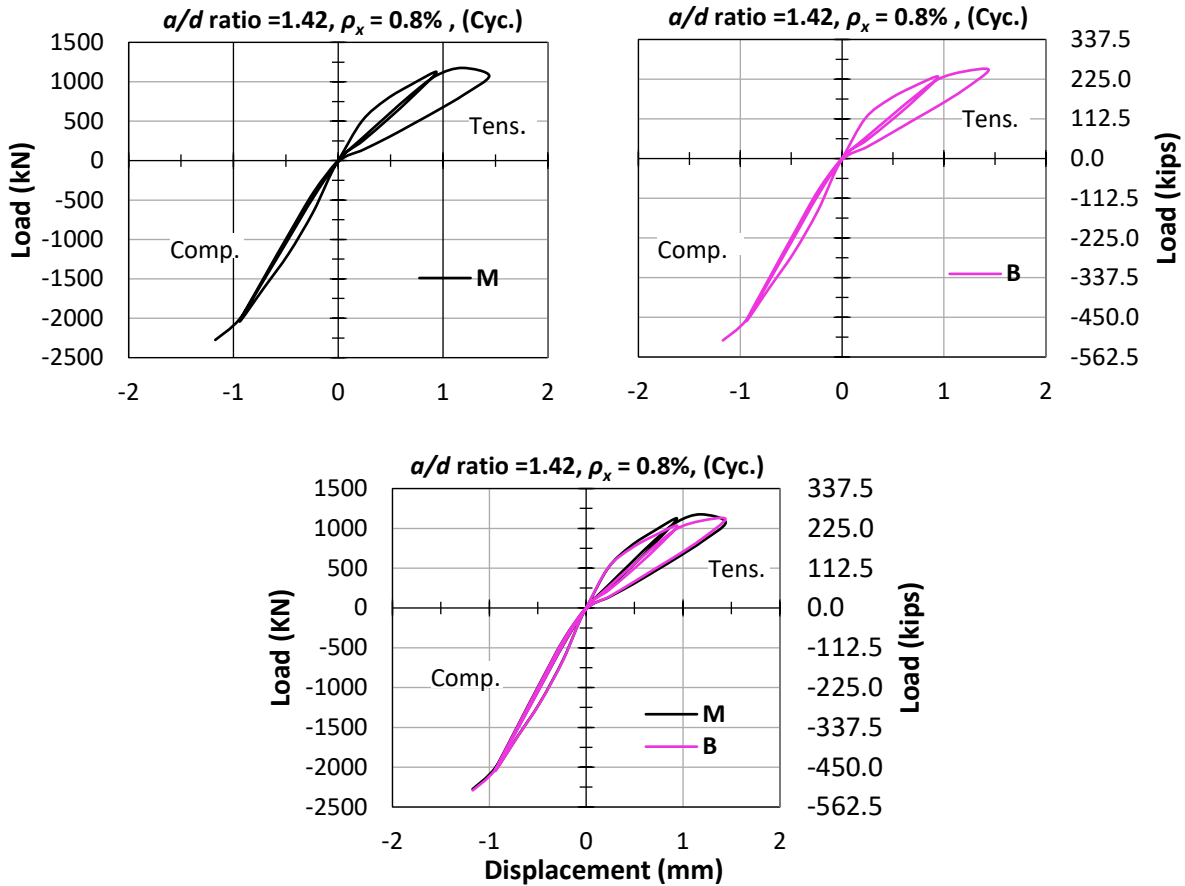 a/d ratio =1.42, ρx = 0.8% , (Cyc.)
1500
1000
500
0
-500
-1000
-1500
-2000
-2500
Load (kN)
Tens.
Comp.
M
-2 -1 0 1 2
a/d ratio =1.42, ρx = 0.8% , (Cyc.)
337.5
225.0
112.5
0.0
-112.5
-225.0
-337.5
-450.0
-562.5
Load (kips)
Tens.
Comp.
B
-2 -1 0 1 2
a/d ratio =1.42, ρx = 0.8%, (Cyc.)
1500
1000
500
0
-500
-1000
-1500
-2000
-2500
Load (KN)
Tens.
Comp.
M
B
337.5
225.0
112.5
0.0
-112.5
-225.0
-337.5
-450.0
-562.5
Load (kips)
-2 -1 0 1 2
Displacement (mm)